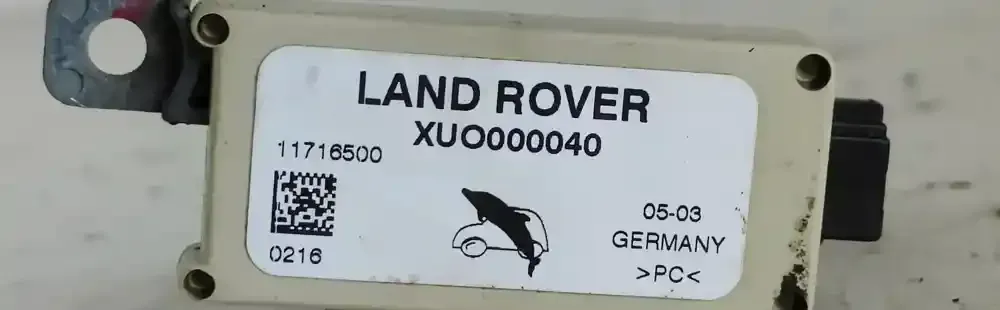 LAND ROVER
XUO000040
11716500
0216
05-03
GERMANY
>PC<